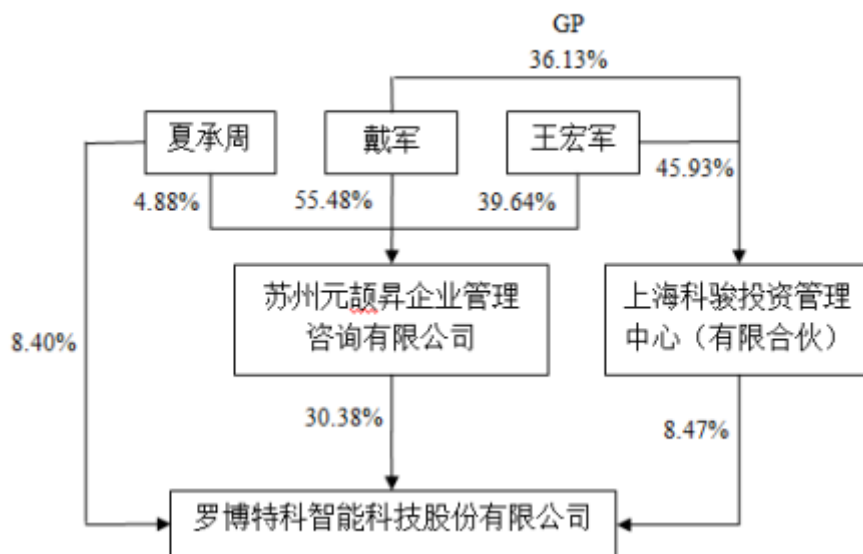 GP
36.13%
夏承周
戴军
王宏军
4.88%
55.48%
39.64%
45.93%
苏州元颉昇企业管理
咨询有限公司
上海科骏投资管理
中心（有限合伙）
8.40%
30.38%
8.47%
罗博特科智能科技股份有限公司